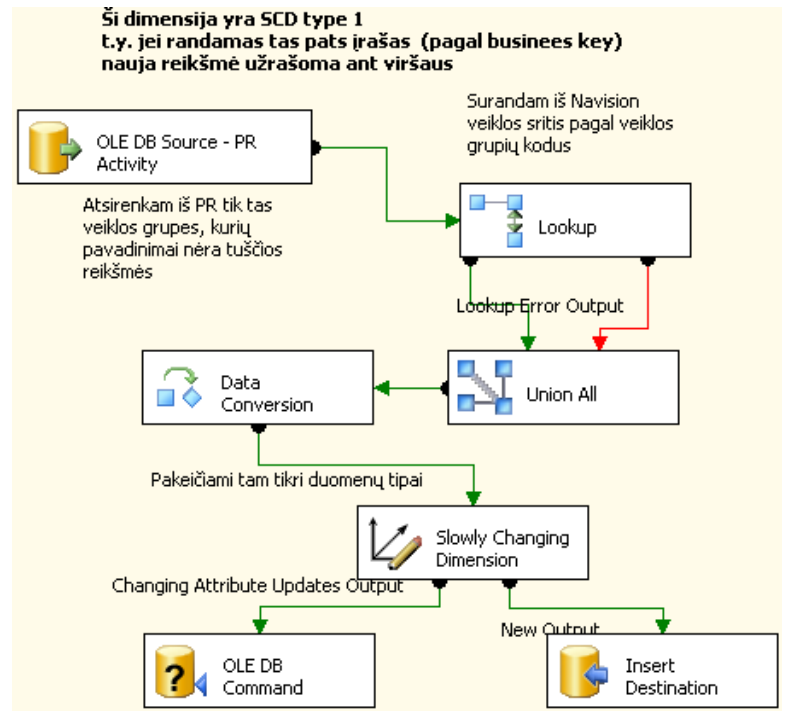 Ši dimensija yra SCD type 1
t.y. jei randamas tas pats įrašas (pagal businees key)
nauja reikšmė užrašoma ant viršaus
Surandam iš Navision
veiklos sritis pagal veiklos
grupių kodus
OLE DB Source - PR
Activity
Atsirenkam iš PR tik tas
veiklos grupes, kurių
pavadinimai nėra tuščios
reikšmės
Lookup
Lookup Error Output
Data
Conversion
Union All
Pakeičiami tam tikri duomenų tipai
Slowly Changing
Dimension
Changing Attribute Updates Output
New Output
OLE DB
Command
Insert
Destination